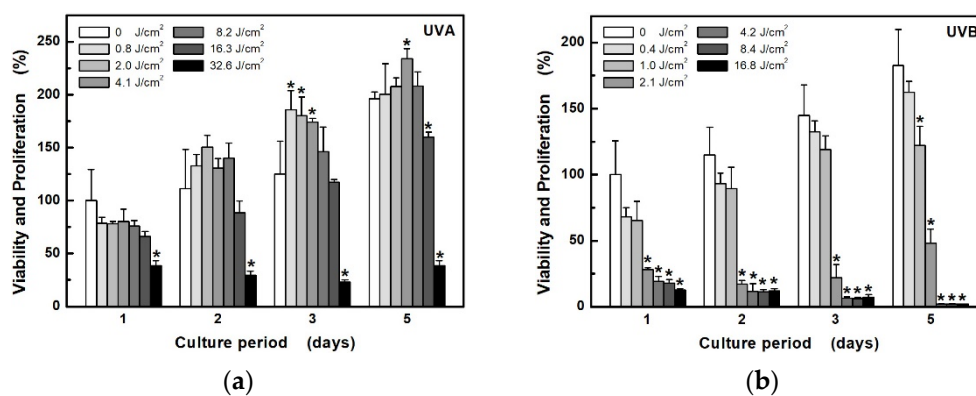 UVA
0 J/cm²
0.8 J/cm²
2.0 J/cm²
4.1 J/cm²
8.2 J/cm²
16.3 J/cm²
32.6 J/cm²
Viability and Proliferation (%)
250
200
150
100
50
0
* * * * * * * * *
1 2 3 5
Culture period (days)
(a)
UVB
0 J/cm²
0.4 J/cm²
1.0 J/cm²
2.1 J/cm²
4.2 J/cm²
8.4 J/cm²
16.8 J/cm²
Viability and Proliferation (%)
200
150
100
50
0
* * * * * * * * * * * * * * * * *
1 2 3 5
Culture period (days)
(b)